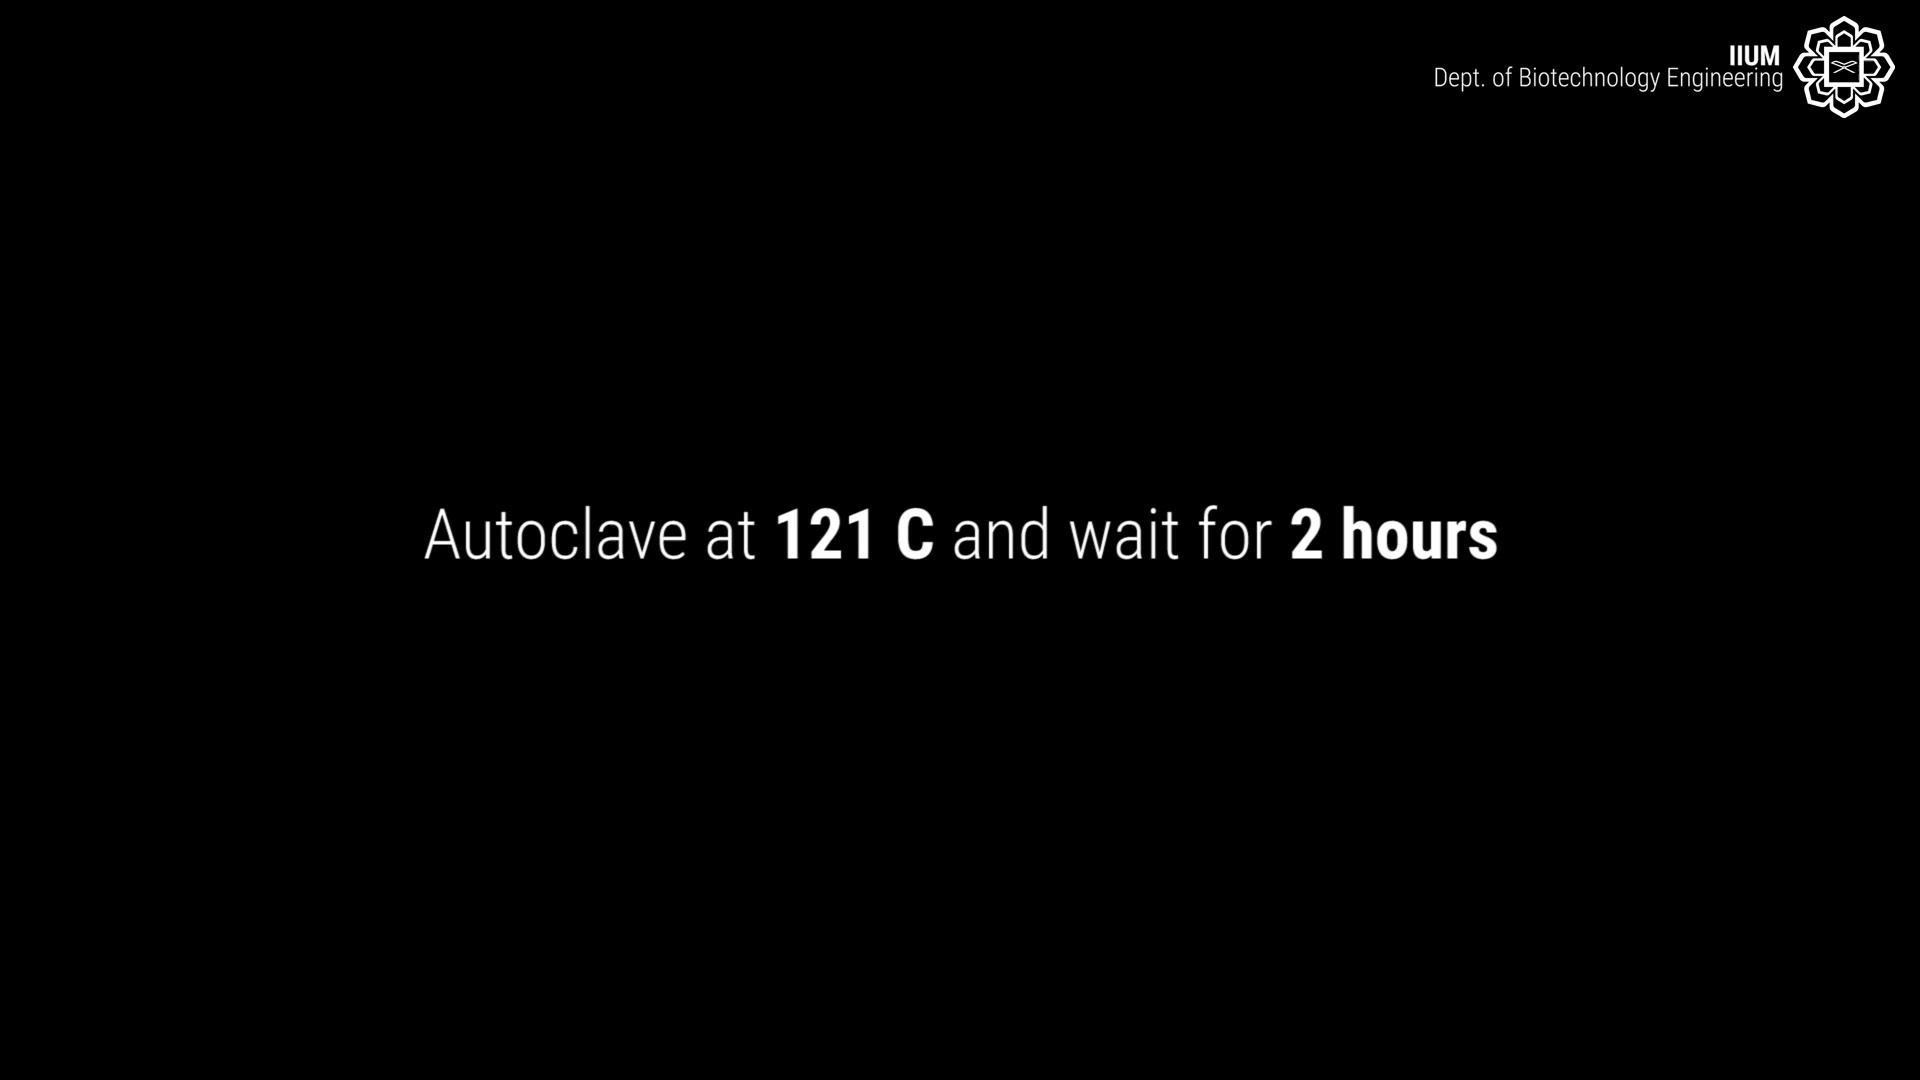 IIUM
Dept. of Biotechnology Engineering
Autoclave at 121 C and wait for 2 hours